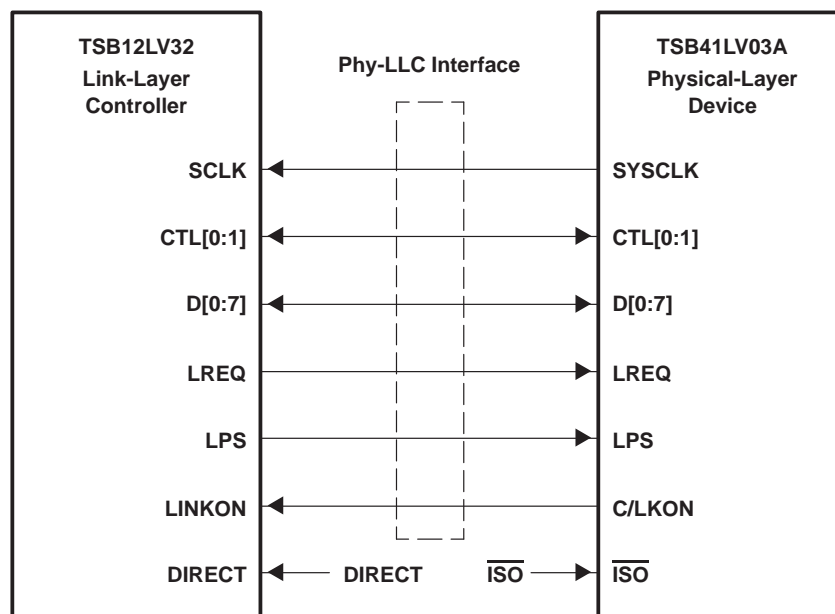 TSB12LV32
Link-Layer
Controller
Phy-LLC Interface
TSB41LV03A
Physical-Layer
Device
SCLK SYSCLK
CTL[0:1] CTL[0:1]
D[0:7] D[0:7]
LREQ LREQ
LPS LPS
LINKON C/LKON
DIRECT DIRECT ISO ISO